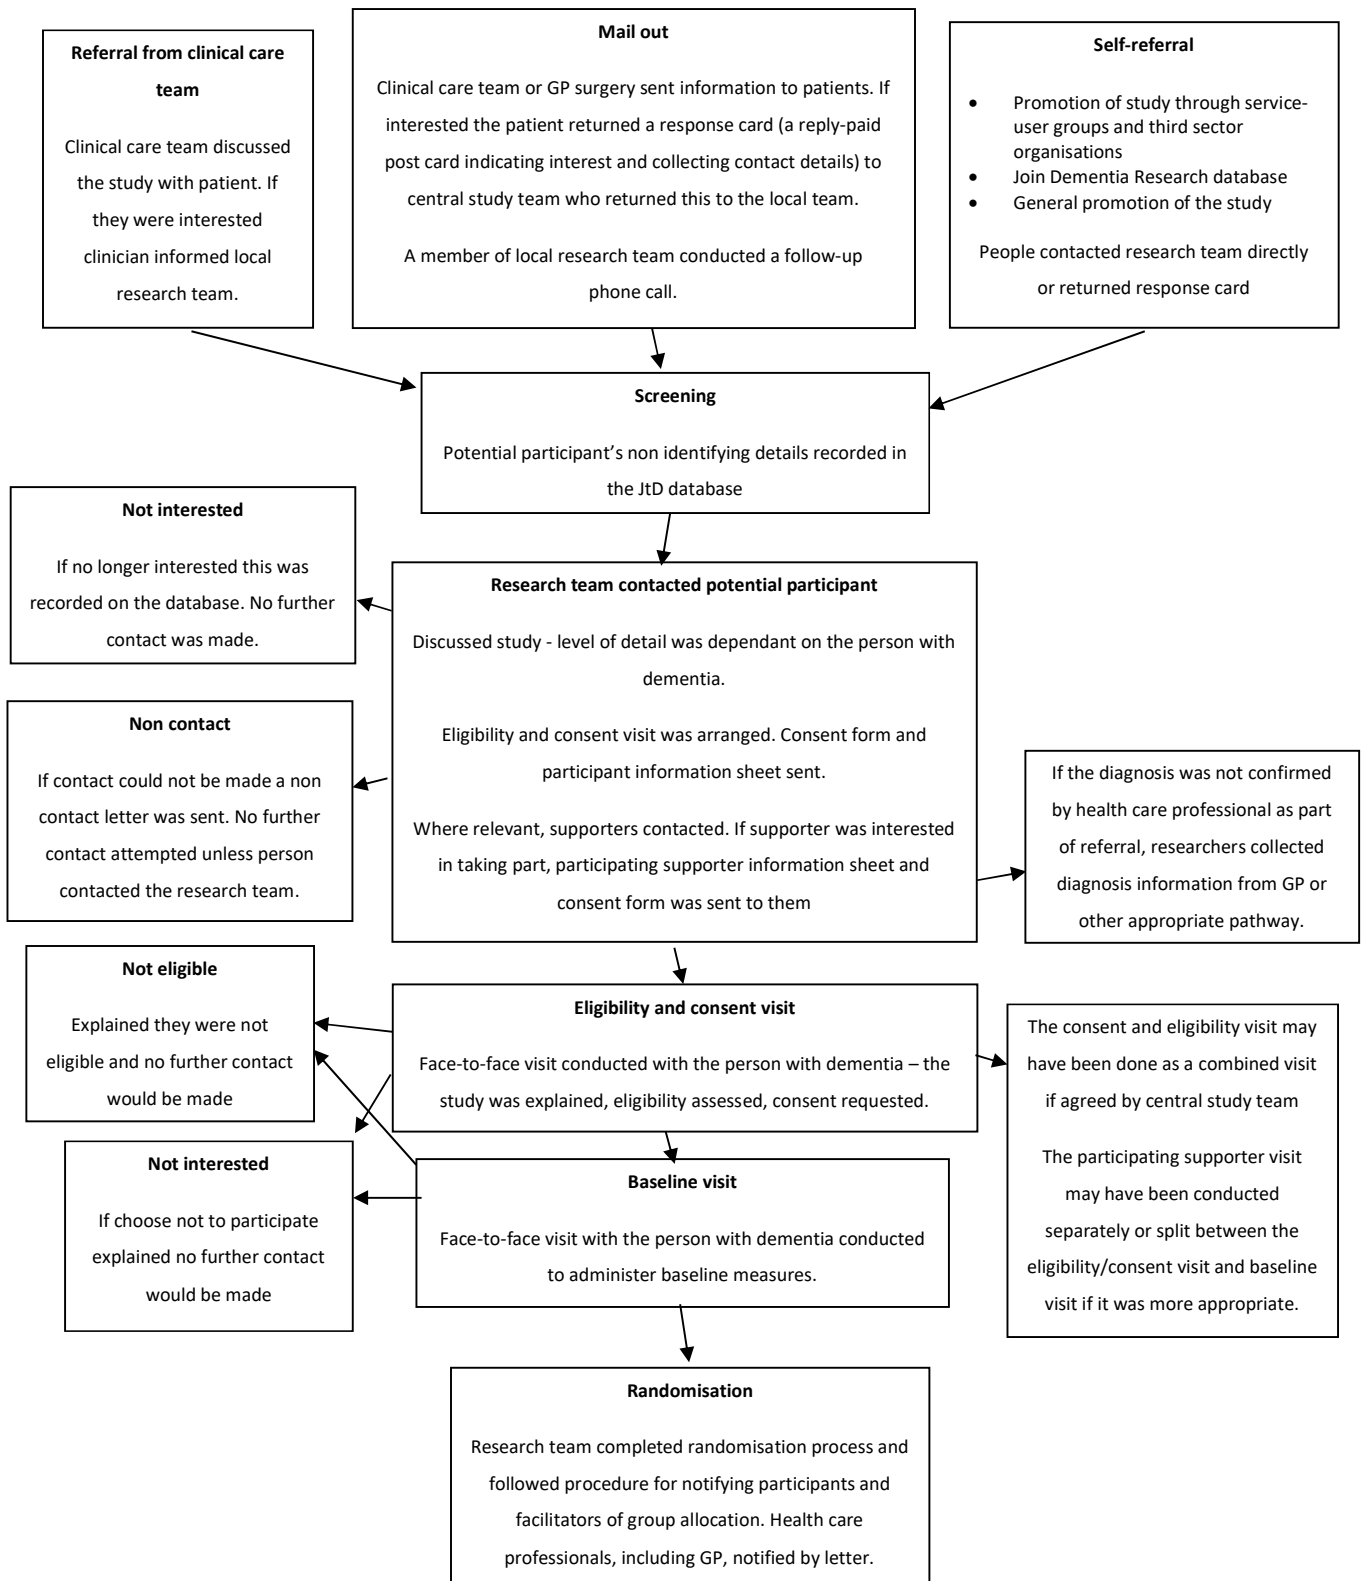 Referral from clinical care
team
Clinical care team discussed
the study with patient. If
they were interested
clinician informed local
research team.
Mail out
Clinical care team or GP surgery sent information to patients. If
interested the patient returned a response card (a reply-paid
post card indicating interest and collecting contact details) to
central study team who returned this to the local team.
A member of local research team conducted a follow-up
phone call.
Self-referral
• Promotion of study through service-
user groups and third sector
organisations
• Join Dementia Research database
• General promotion of the study
People contacted research team directly
or returned response card
Screening
Potential participant’s non identifying details recorded in
the JtD database
Not interested
If no longer interested this was
recorded on the database. No further
contact was made.
Research team contacted potential participant
Discussed study - level of detail was dependant on the person with
dementia.
Eligibility and consent visit was arranged. Consent form and
participant information sheet sent.
Where relevant, supporters contacted. If supporter was interested
in taking part, participating supporter information sheet and
consent form was sent to them
Non contact
If contact could not be made a non
contact letter was sent. No further
contact attempted unless person
contacted the research team.
If the diagnosis was not confirmed
by health care professional as part
of referral, researchers collected
diagnosis information from GP or
other appropriate pathway.
Not eligible
Explained they were not
eligible and no further contact
would be made
Eligibility and consent visit
Face-to-face visit conducted with the person with dementia – the
study was explained, eligibility assessed, consent requested.
The consent and eligibility visit may
have been done as a combined visit
if agreed by central study team
The participating supporter visit
may have been conducted
separately or split between the
eligibility/consent visit and baseline
visit if it was more appropriate.
Not interested
If choose not to participate
explained no further contact
would be made
Baseline visit
Face-to-face visit with the person with dementia conducted
to administer baseline measures.
Randomisation
Research team completed randomisation process and
followed procedure for notifying participants and
facilitators of group allocation. Health care
professionals, including GP, notified by letter.